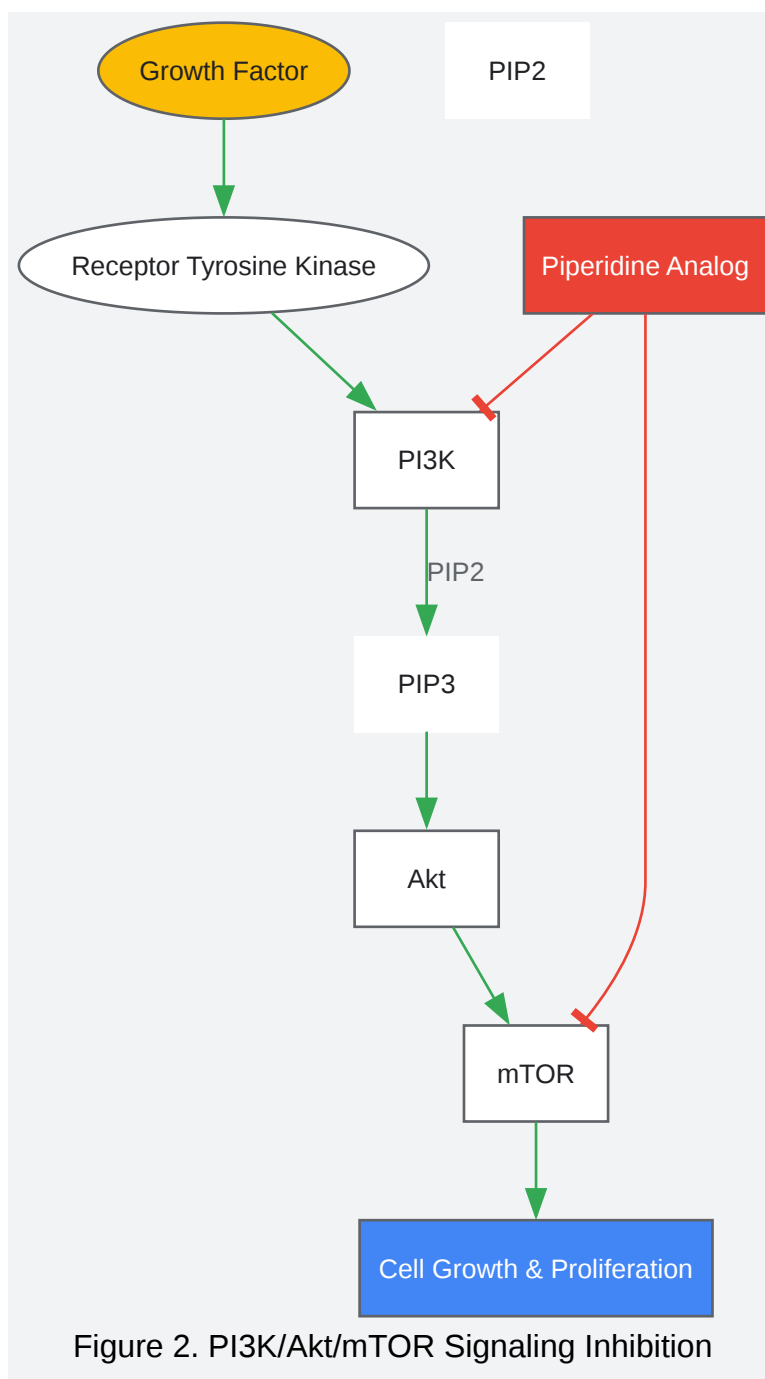 Growth Factor
PIP2
Receptor Tyrosine Kinase
Piperidine Analog
PI3K
PIP2
PIP3
Akt
mTOR
Cell Growth & Proliferation
Figure 2. PI3K/Akt/mTOR Signaling Inhibition